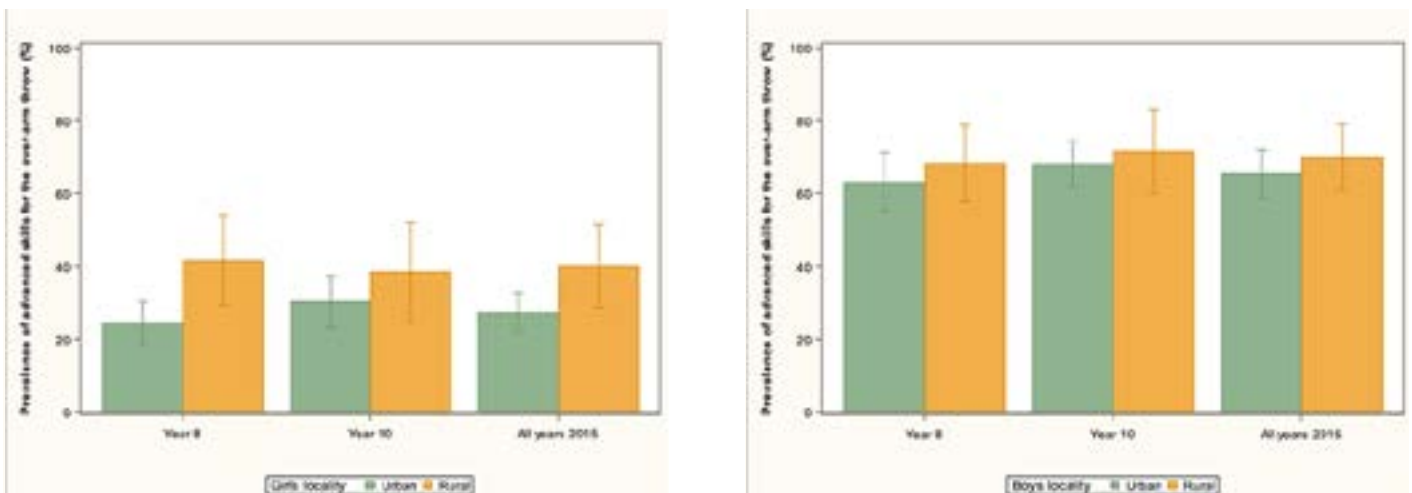 Prevalence of advanced skills for the over-arm throw (%)
100
80
60
40
20
0
Year 8
Year 10
All years 2015
Girls locality
Urban
Rural
Prevalence of advanced skills for the over-arm throw (%)
100
80
60
40
20
0
Year 8
Year 10
All years 2015
Boys locality
Urban
Rural